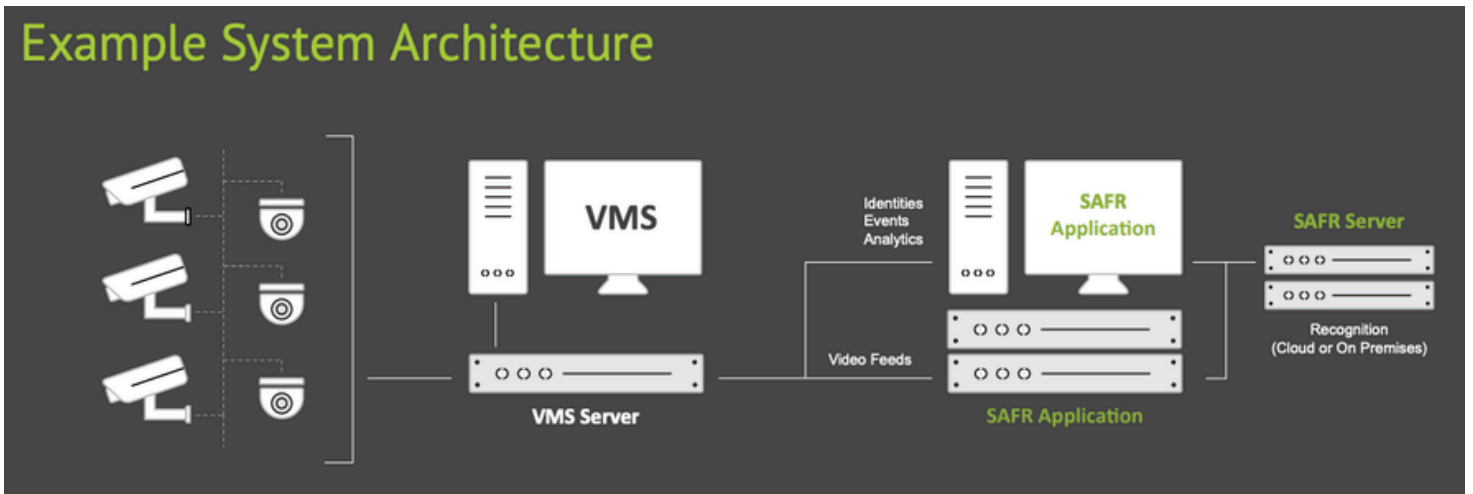 Example System Architecture
VMS
VMS Server
Identities
Events
Analytics
Video Feeds
SAFR
Application
SAFR Application
SAFR Server
Recognition
(Cloud or On Premises)